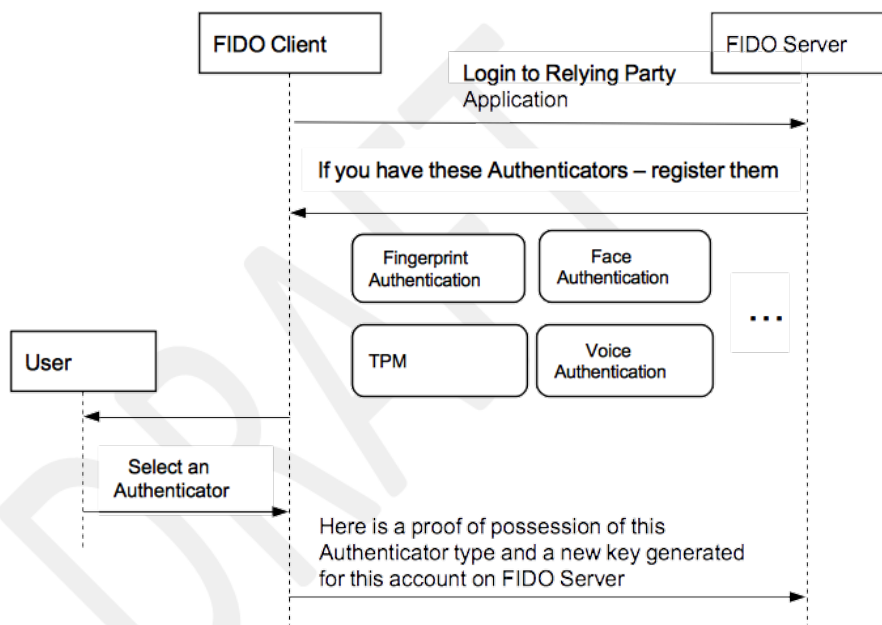 FIDO Client
FIDO Server
Login to Relying Party
Application
If you have these Authenticators – register them
Fingerprint
Authentication
Face
Authentication
...
TPM
Voice
Authentication
User
Select an
Authenticator
Here is a proof of possession of this
Authenticator type and a new key generated
for this account on FIDO Server
DRAFT